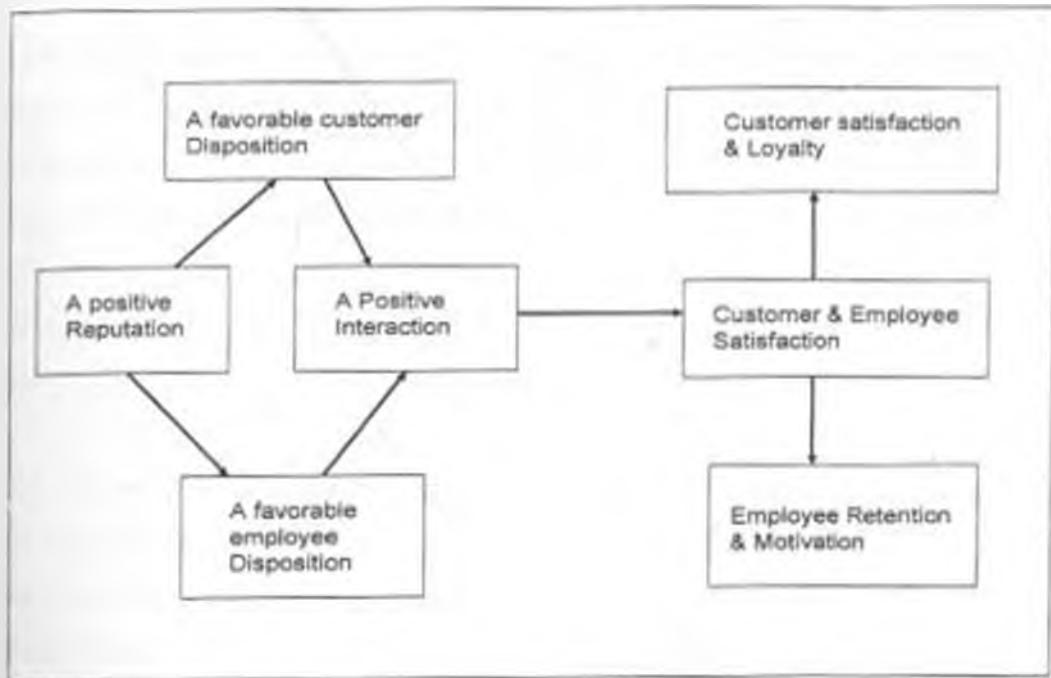 A favorable customer
Disposition
Customer satisfaction
& Loyalty
A positive
Reputation
A Positive
Interaction
Customer & Employee
Satisfaction
A favorable
employee
Disposition
Employee Retention
& Motivation